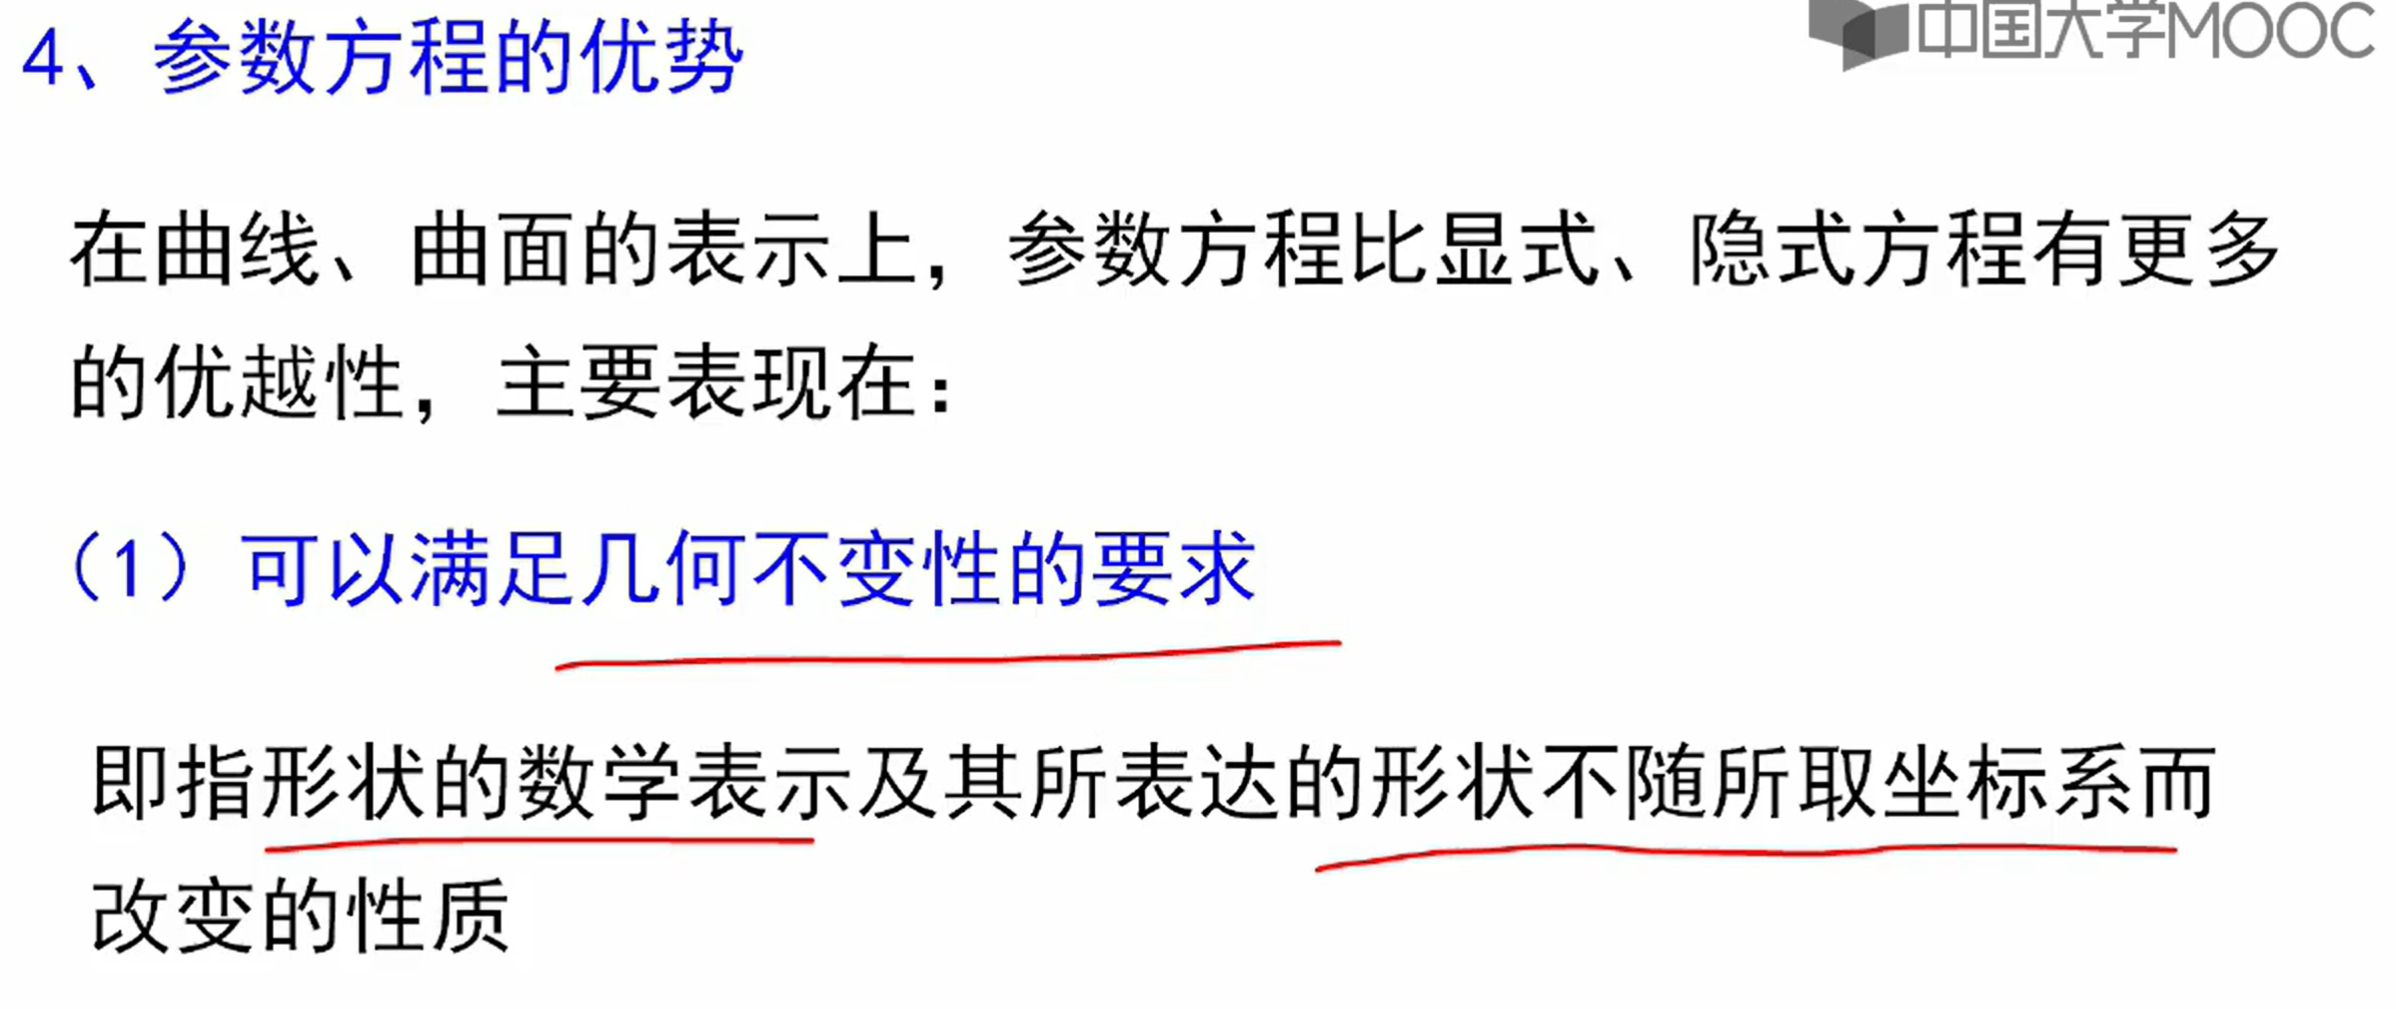 中国大学MOOC
4、参数方程的优势
在曲线、曲面的表示上，参数方程比显式、隐式方程有更多
的优越性，主要表现在：
（1）可以满足几何不变性的要求
即指形状的数学表示及其所表达的形状不随所取坐标系而
改变的性质